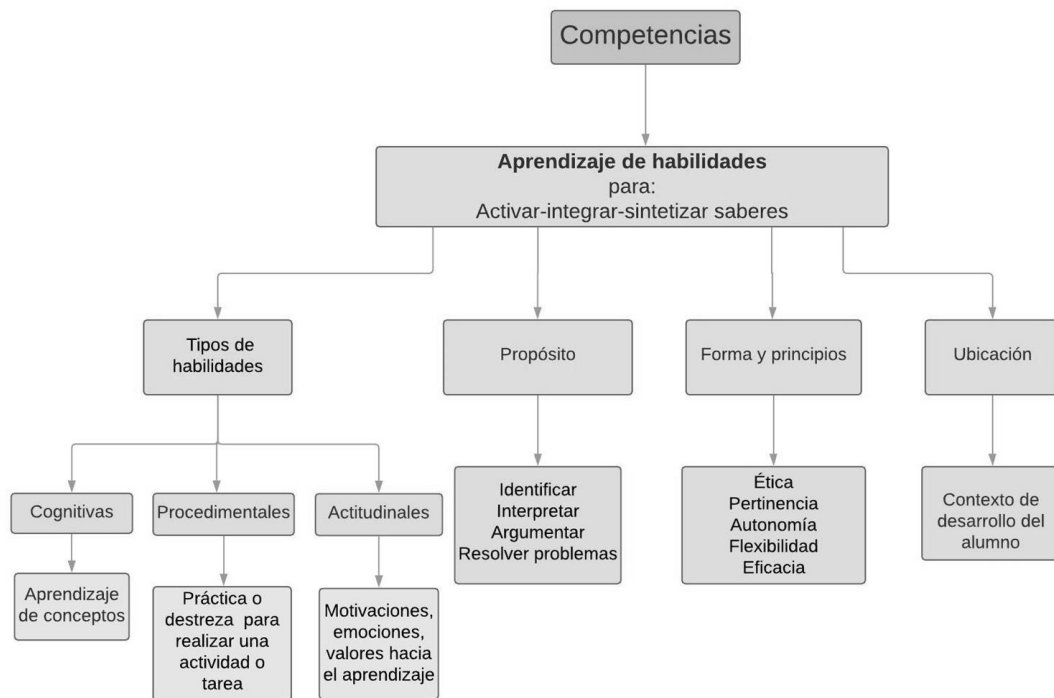 Competencias
Aprendizaje de habilidades
para:
Activar-integrar-sintetizar saberes
Tipos de
habilidades
Propósito
Forma y principios
Ubicación
Cognitivas
Procedimentales
Actitudinales
Identificar
Interpretar
Argumentar
Resolver problemas
Ética
Pertinencia
Autonomía
Flexibilidad
Eficacia
Contexto de
desarrollo del
alumno
Aprendizaje
de conceptos
Práctica o
destreza para
realizar una
actividad o
tarea
Motivaciones,
emociones,
valores hacia
el aprendizaje